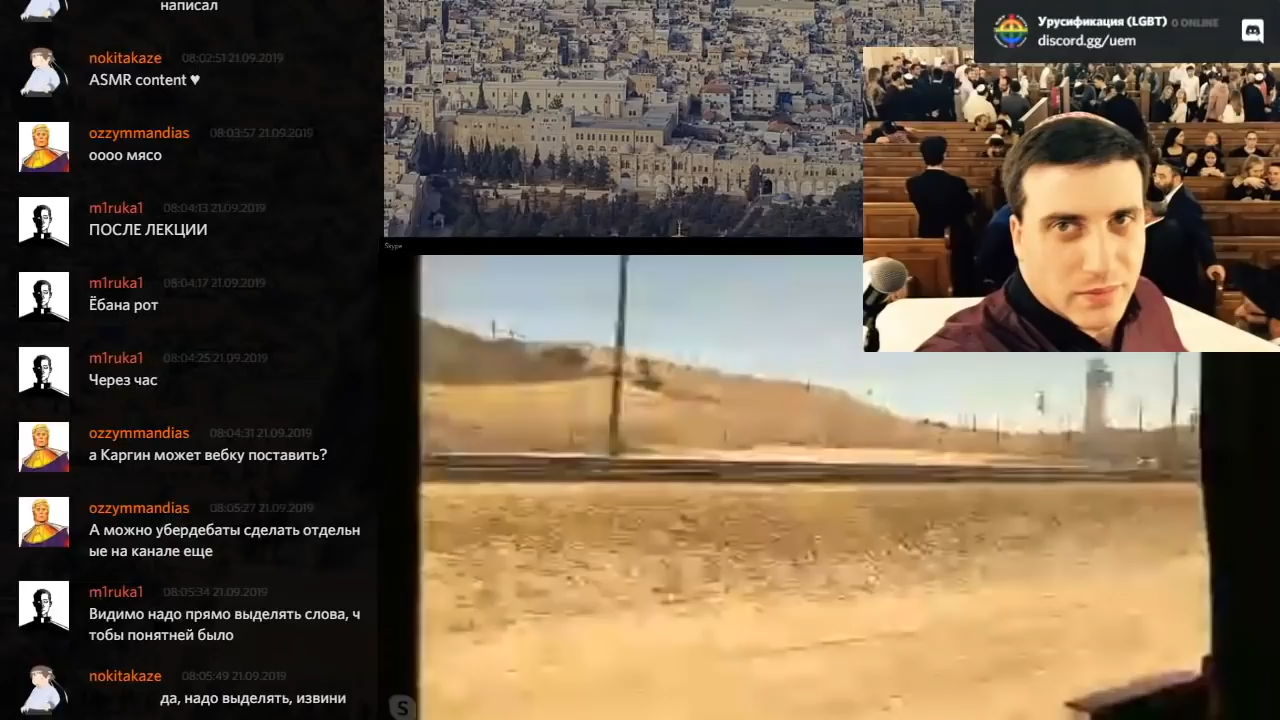 написал
nokitakaze 08:02:51 21.09.2019
ASMR content ♥
ozzymmandias 08:03:57 21.09.2019
оооо мясо
m1ruka1 08:04:13 21.09.2019
ПОСЛЕ ЛЕКЦИИ
m1ruka1 08:04:17 21.09.2019
Ёбана рот
m1ruka1 08:04:25 21.09.2019
Через час
ozzymmandias 08:04:31 21.09.2019
а Каргин может вебку поставить?
ozzymmandias 08:05:27 21.09.2019
А можно убердебаты сделать отдельн
ые на канале еще
m1ruka1 08:05:34 21.09.2019
Видимо надо прямо выделять слова, ч
тобы понятней было
nokitakaze 08:05:49 21.09.2019
да, надо выделять, извини
Урусификация (LGBT) 0 ONLINE
discord.gg/uem
Skype